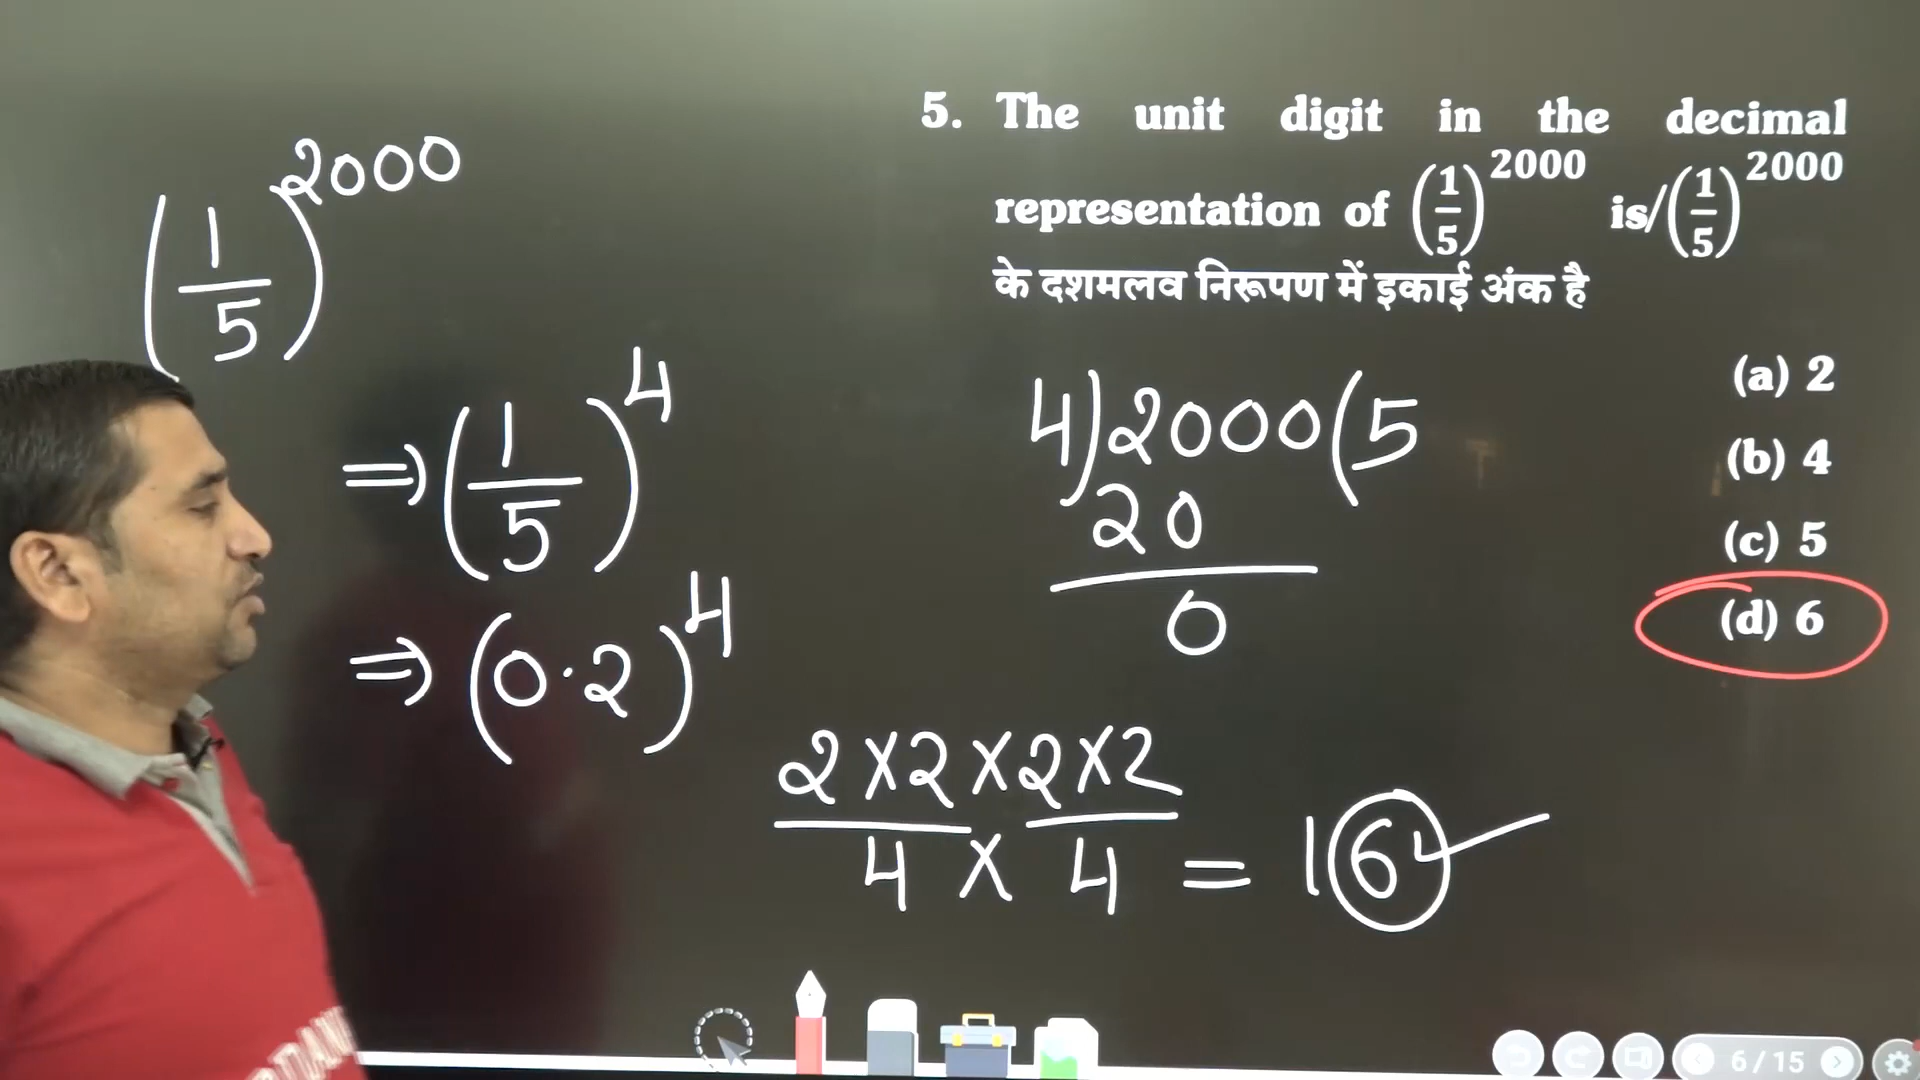 5. The unit digit in the decimal
representation of (1/5)^2000 is/(1/5)^2000
के दशमलव निरूपण में इकाई अंक है
(a) 2
(b) 4
(c) 5
(d) 6
(1/5)^2000
⇒ (1/5)^4
⇒ (0.2)^4
4)2000(5
20
0
2×2×2×2
4 × 4 = 16
6/15